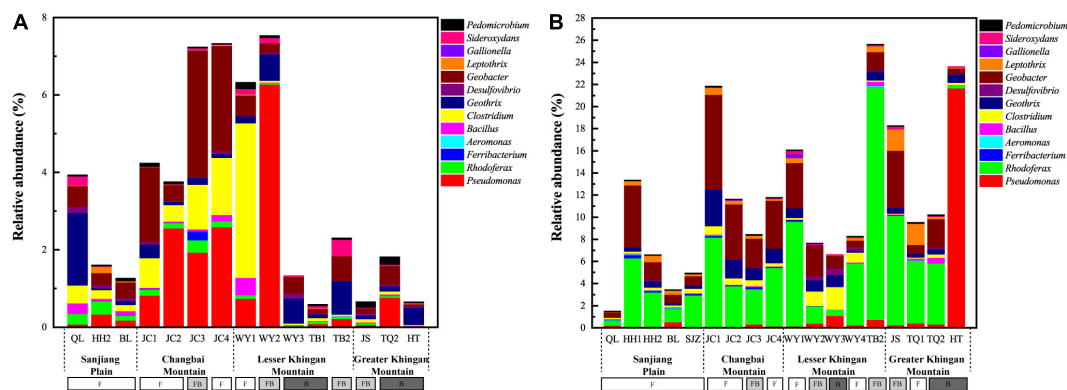 A
Relative abundance (%)
8
6
4
2
0
Pedomicrobium
Sideroxydans
Gallionella
Leptothrix
Geobacter
Desulfovibrio
Geothrix
Clostridium
Bacillus
Aeromonas
Ferribacterium
Rhodoferax
Pseudomonas
QL HH2 BL JC1 JC2 JC3 JC4 WY1 WY2 WY3 TB1 TB2 JS TQ2 HT
Sanjiang Plain
Changbai Mountain
Lesser Khingan Mountain
Greater Khingan Mountain
F F FB F F FB B FB F B
B
Relative abundance (%)
28
26
24
22
20
18
16
14
12
10
8
6
4
2
0
Pedomicrobium
Sideroxydans
Gallionella
Leptothrix
Geobacter
Desulfovibrio
Geothrix
Clostridium
Bacillus
Aeromonas
Ferribacterium
Rhodoferax
Pseudomonas
QL HH1 HH2 BL SJZ JC1 JC2 JC3 JC4 WY1 WY2 WY3 WY4 TB2 JS TQ1 TQ2 HT
Sanjiang Plain
Changbai Mountain
Lesser Khingan Mountain
Greater Khingan Mountain
F F FB F F FB B F FB FB F B